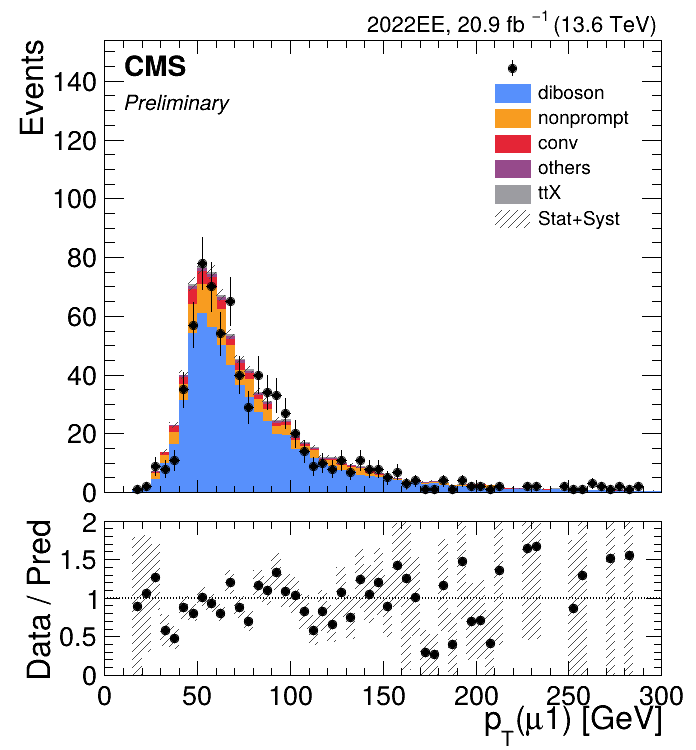 2022EE, 20.9 fb⁻¹ (13.6 TeV)
CMS
Preliminary
diboson
nonprompt
conv
others
ttX
Stat+Syst
Events
140
120
100
80
60
40
20
0
Data / Pred
2
1.5
1
0.5
0
0 50 100 150 200 250 300
p_T(μ1) [GeV]